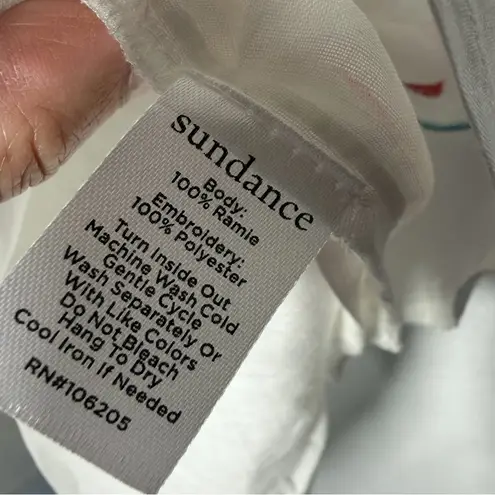 sundance
Body:
100% Ramie
Embroidery:
100% Polyester
Turn Inside Out
Machine Wash Cold
Gentle Cycle
Wash Separately Or
With Like Colors
Do Not Bleach
Hang To Dry
Cool Iron If Needed
RN#106205